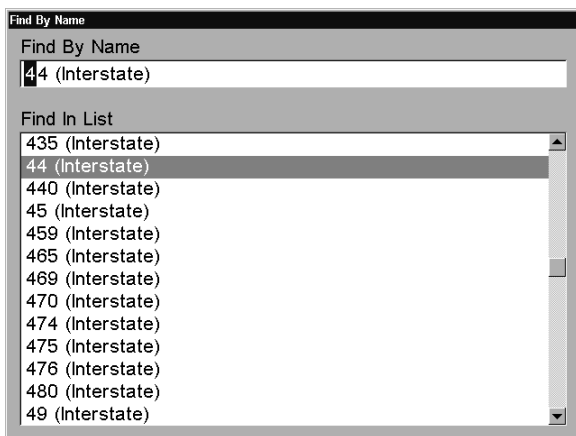 Find By Name
Find By Name
44 (Interstate)
Find In List
435 (Interstate)
44 (Interstate)
440 (Interstate)
45 (Interstate)
459 (Interstate)
465 (Interstate)
469 (Interstate)
470 (Interstate)
474 (Interstate)
475 (Interstate)
476 (Interstate)
480 (Interstate)
49 (Interstate)